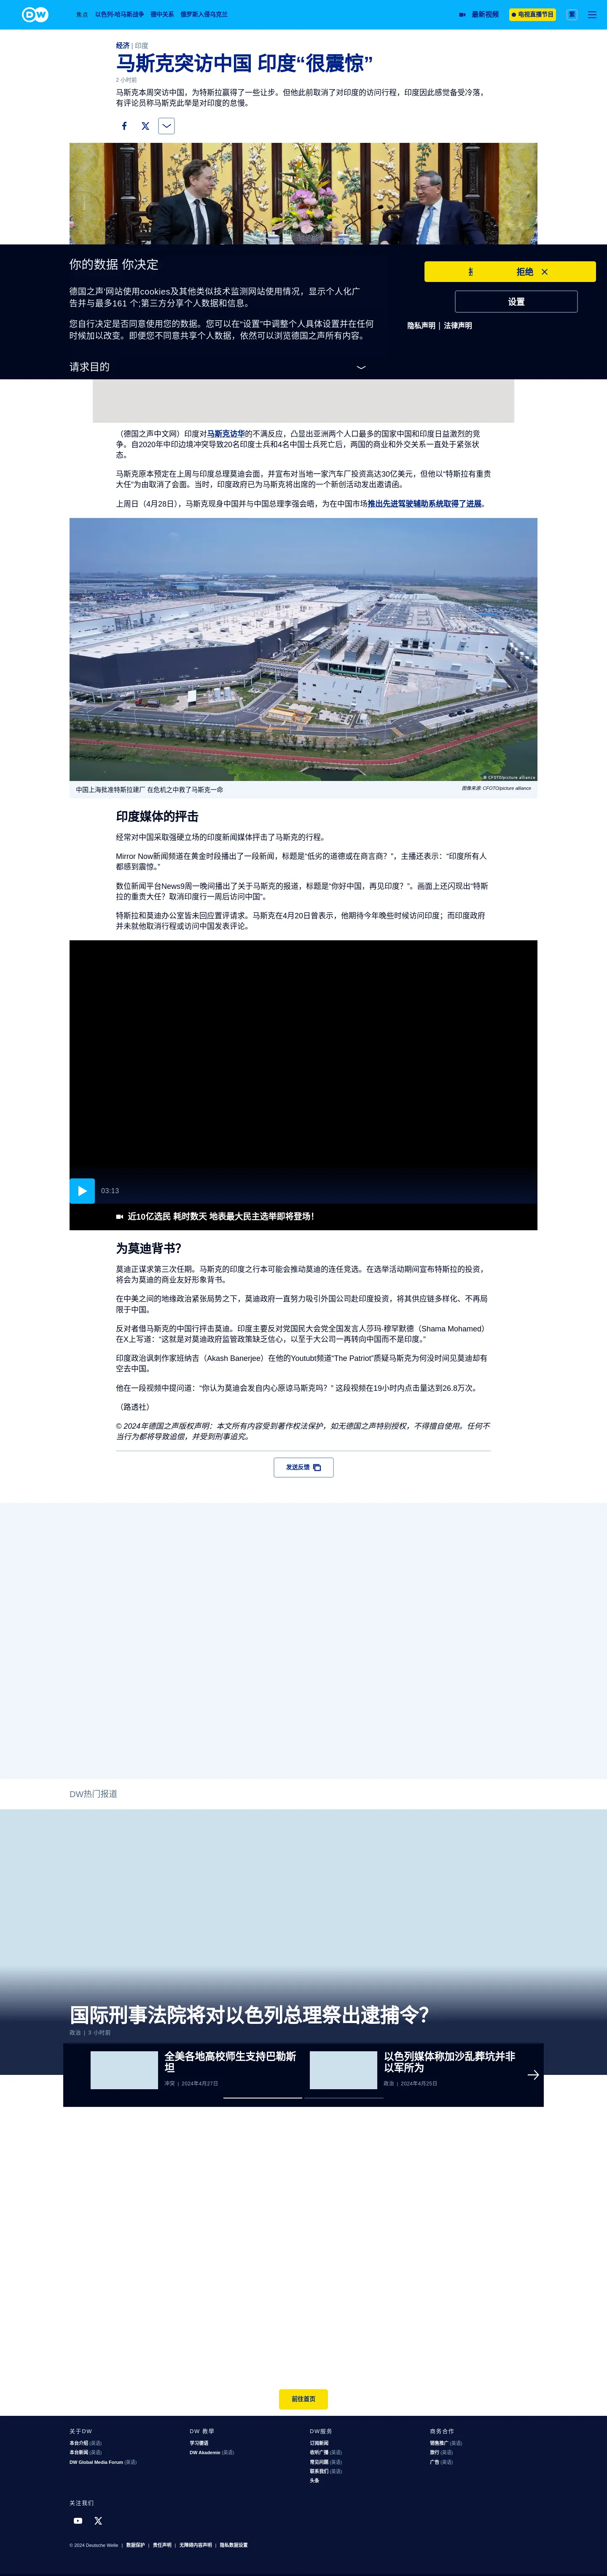 DW
焦点 以色列-哈马斯战争 德中关系 俄罗斯入侵乌克兰 最新视频 电视直播节目 繁
经济 | 印度
马斯克突访中国 印度“很震惊”
2 小时前
马斯克本周突访中国，为特斯拉赢得了一些让步。但他此前取消了对印度的访问行程，印度因此感觉备受冷落，
有评论员称马斯克此举是对印度的怠慢。
你的数据 你决定
拒绝
德国之声'网站使用cookies及其他类似技术监测网站使用情况，显示个人化广
告并与最多161 个;第三方分享个人数据和信息。
设置
您自行决定是否同意使用您的数据。您可以在“设置”中调整个人具体设置并在任何
时候加以改变。即便您不同意共享个人数据，依然可以浏览德国之声所有内容。
隐私声明 | 法律声明
请求目的
（德国之声中文网）印度对马斯克访华的不满反应，凸显出亚洲两个人口最多的国家中国和印度日益激烈的竞
争。自2020年中印边境冲突导致20名印度士兵和4名中国士兵死亡后，两国的商业和外交关系一直处于紧张状
态。
马斯克原本预定在上周与印度总理莫迪会面，并宣布对当地一家汽车厂投资高达30亿美元，但他以“特斯拉有重责
大任”为由取消了会面。当时，印度政府已为马斯克将出席的一个新创活动发出邀请函。
上周日（4月28日），马斯克现身中国并与中国总理李强会晤，为在中国市场推出先进驾驶辅助系统取得了进展。
© CFOTO/picture alliance
中国上海批准特斯拉建厂 在危机之中救了马斯克一命
图像来源: CFOTO/picture alliance
印度媒体的抨击
经常对中国采取强硬立场的印度新闻媒体抨击了马斯克的行程。
Mirror Now新闻频道在黄金时段播出了一段新闻，标题是“低劣的道德或在商言商？”，主播还表示：“印度所有人
都感到震惊。”
数位新闻平台News9周一晚间播出了关于马斯克的报道，标题是“你好中国，再见印度？”。画面上还闪现出“特斯
拉的重责大任？取消印度行一周后访问中国”。
特斯拉和莫迪办公室皆未回应置评请求。马斯克在4月20日曾表示，他期待今年晚些时候访问印度；而印度政府
并未就他取消行程或访问中国发表评论。
03:13
近10亿选民 耗时数天 地表最大民主选举即将登场！
为莫迪背书？
莫迪正谋求第三次任期。马斯克的印度之行本可能会推动莫迪的连任竞选。在选举活动期间宣布特斯拉的投资，
将会为莫迪的商业友好形象背书。
在中美之间的地缘政治紧张局势之下，莫迪政府一直努力吸引外国公司赴印度投资，将其供应链多样化、不再局
限于中国。
反对者借马斯克的中国行抨击莫迪。印度主要反对党国民大会党全国发言人莎玛·穆罕默德（Shama Mohamed）
在X上写道：“这就是对莫迪政府监管政策缺乏信心，以至于大公司一再转向中国而不是印度。”
印度政治讽刺作家班纳吉（Akash Banerjee）在他的Youtubt频道“The Patriot”质疑马斯克为何没时间见莫迪却有
空去中国。
他在一段视频中提问道：“你认为莫迪会发自内心原谅马斯克吗？” 这段视频在19小时内点击量达到26.8万次。
（路透社）
© 2024年德国之声版权声明：本文所有内容受到著作权法保护，如无德国之声特别授权，不得擅自使用。任何不
当行为都将导致追偿，并受到刑事追究。
发送反馈
DW热门报道
国际刑事法院将对以色列总理祭出逮捕令？
政治 | 3 小时前
全美各地高校师生支持巴勒斯
坦
冲突 | 2024年4月27日
以色列媒体称加沙乱葬坑并非
以军所为
政治 | 2024年4月25日
前往首页
关于DW
本台介绍 (英语)
本台新闻 (英语)
DW Global Media Forum (英语)
DW 教學
学习德语
DW Akademie (英语)
DW服务
订阅新闻
收听广播 (英语)
常见问题 (英语)
联系我们 (英语)
头条
商务合作
销售推广 (英语)
旅行 (英语)
广告 (英语)
关注我们
© 2024 Deutsche Welle | 数据保护 | 责任声明 | 无障碍内容声明 | 隐私数据设置